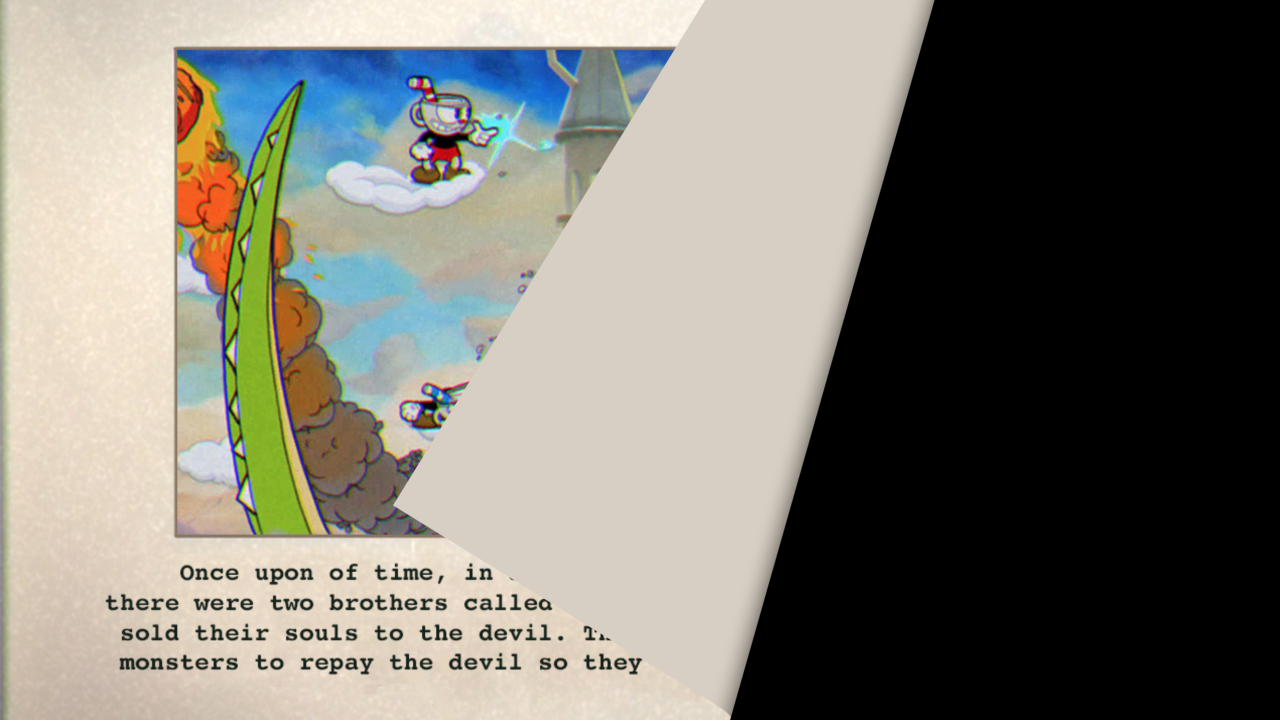 Once upon of time, in
there were two brothers called
sold their souls to the devil.
monsters to repay the devil so they